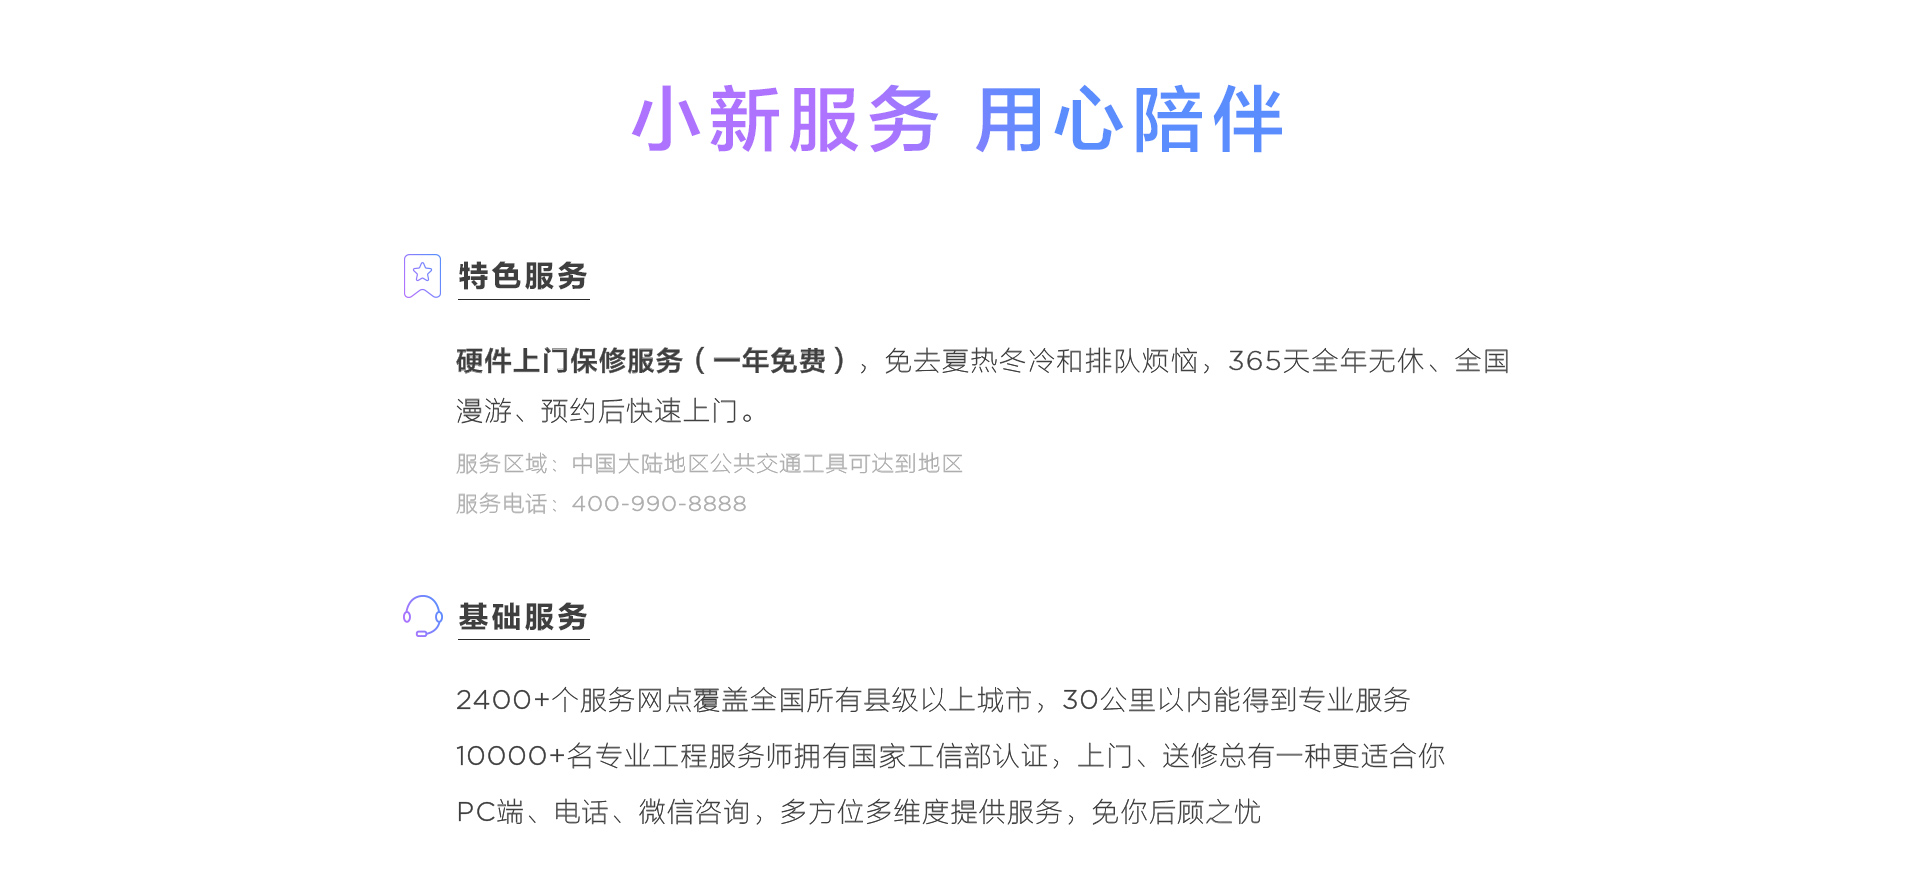 小新服务 用心陪伴
特色服务
硬件上门保修服务（一年免费），免去夏热冬冷和排队烦恼，365天全年无休、全国
漫游、预约后快速上门。
服务区域：中国大陆地区公共交通工具可达到地区
服务电话：400-990-8888
基础服务
2400+个服务网点覆盖全国所有县级以上城市，30公里以内能得到专业服务
10000+名专业工程服务师拥有国家工信部认证，上门、送修总有一种更适合你
PC端、电话、微信咨询，多方位多维度提供服务，免你后顾之忧